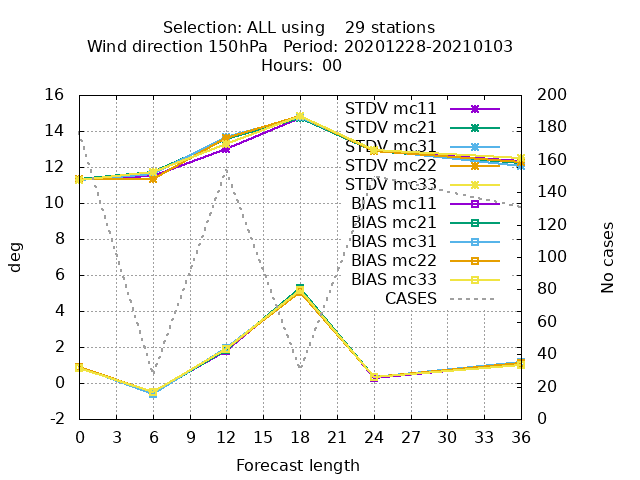 Selection: ALL using    29 stations
Wind direction 150hPa   Period: 20201228-20210103
Hours: 00
deg
16
14
12
10
8
6
4
2
0
-2
STDV mc11
STDV mc21
STDV mc31
STDV mc22
STDV mc33
BIAS mc11
BIAS mc21
BIAS mc31
BIAS mc22
BIAS mc33
CASES
200
180
160
140
120
100
80
60
40
20
0
No cases
0 3 6 9 12 15 18 21 24 27 30 33 36
Forecast length